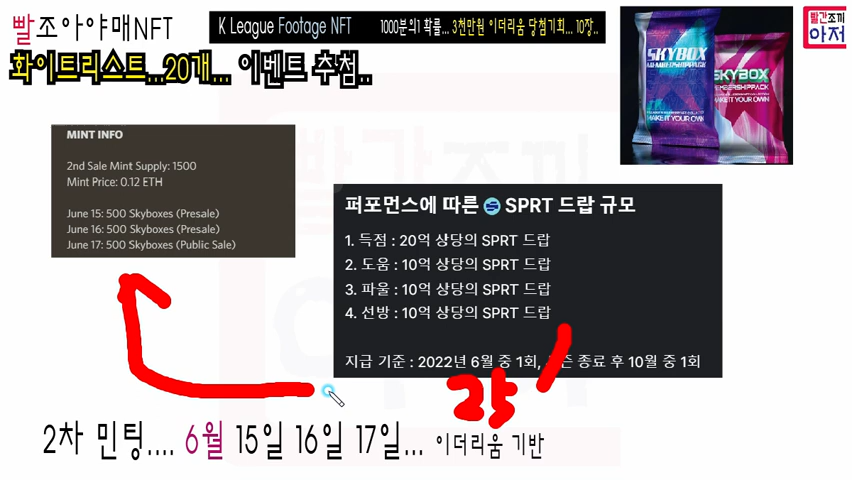 빨조아야매NFT
K League Footage NFT 1000분의1 확률... 3천만원 이더리움 당첨기회... 10장..
빨간조끼
아저
화이트리스트...20개... 이벤트 추첨..
SKYBOX
MEMBERSHIPPACK
MAKE IT YOUR OWN
SKYBOX
MEMBERSHIPPACK
MAKE IT YOUR OWN
MINT INFO
2nd Sale Mint Supply: 1500
Mint Price: 0.12 ETH
June 15: 500 Skyboxes (Presale)
June 16: 500 Skyboxes (Presale)
June 17: 500 Skyboxes (Public Sale)
퍼포먼스에 따른 SPRT 드랍 규모
1. 득점 : 20억 상당의 SPRT 드랍
2. 도움 : 10억 상당의 SPRT 드랍
3. 파울 : 10억 상당의 SPRT 드랍
4. 선방 : 10억 상당의 SPRT 드랍
지급 기준 : 2022년 6월 중 1회, 종료 후 10월 중 1회
2차 민팅.... 6월 15일 16일 17일... 이더리움 기반